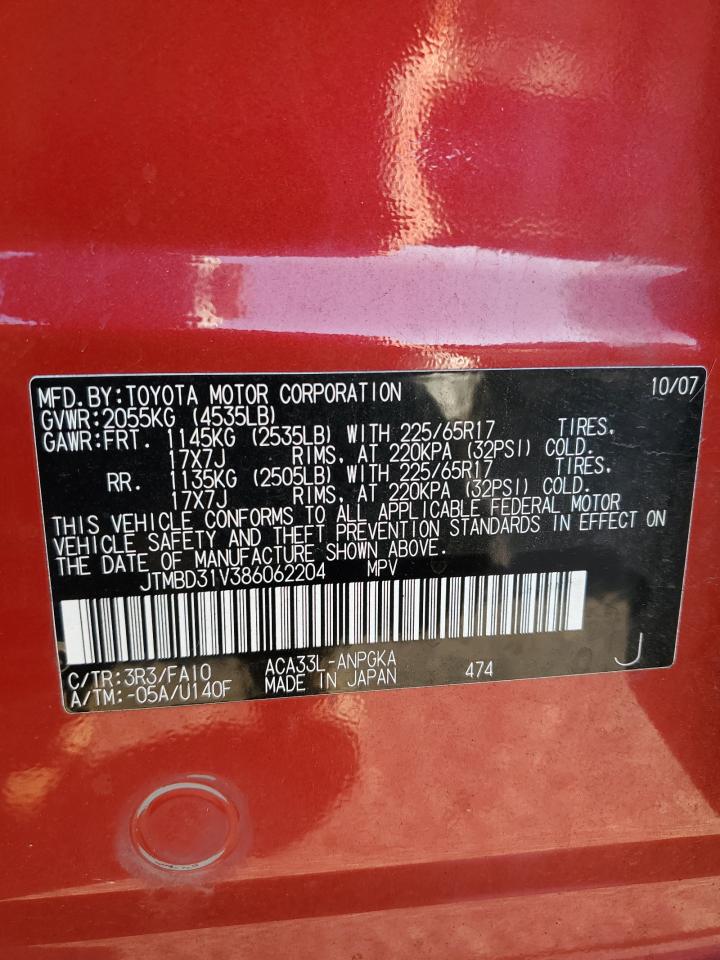 MFD. BY: TOYOTA MOTOR CORPORATION 10/07
GVWR: 2055KG (4535LB)
GAWR: FRT. 1145KG (2535LB) WITH 225/65R17 TIRES,
17X7J RIMS, AT 220KPA (32PSI) COLD.
RR. 1135KG (2505LB) WITH 225/65R17 TIRES,
17X7J RIMS, AT 220KPA (32PSI) COLD.
THIS VEHICLE CONFORMS TO ALL APPLICABLE FEDERAL MOTOR
VEHICLE SAFETY AND THEFT PREVENTION STANDARDS IN EFFECT ON
THE DATE OF MANUFACTURE SHOWN ABOVE.
JTMBD31V386062204 MPV
C/TR: 3R3/FA10 ACA33L-ANPGKA 474 J
A/TM: -05A/U140F MADE IN JAPAN